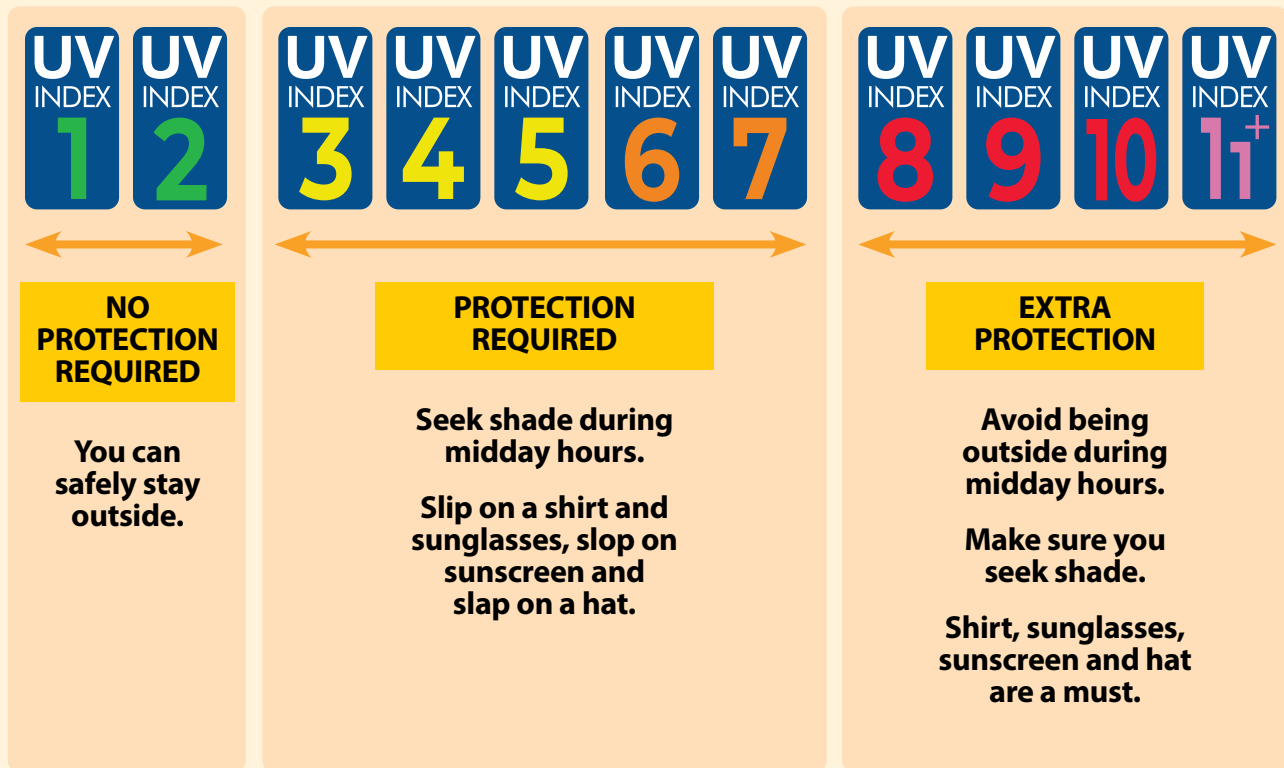 UV
INDEX
1
UV
INDEX
2
NO
PROTECTION
REQUIRED
You can
safely stay
outside.
UV
INDEX
3
UV
INDEX
4
UV
INDEX
5
UV
INDEX
6
UV
INDEX
7
PROTECTION
REQUIRED
Seek shade during
midday hours.
Slip on a shirt and
sunglasses, slop on
sunscreen and
slap on a hat.
UV
INDEX
8
UV
INDEX
9
UV
INDEX
10
UV
INDEX
11+
EXTRA
PROTECTION
Avoid being
outside during
midday hours.
Make sure you
seek shade.
Shirt, sunglasses,
sunscreen and hat
are a must.